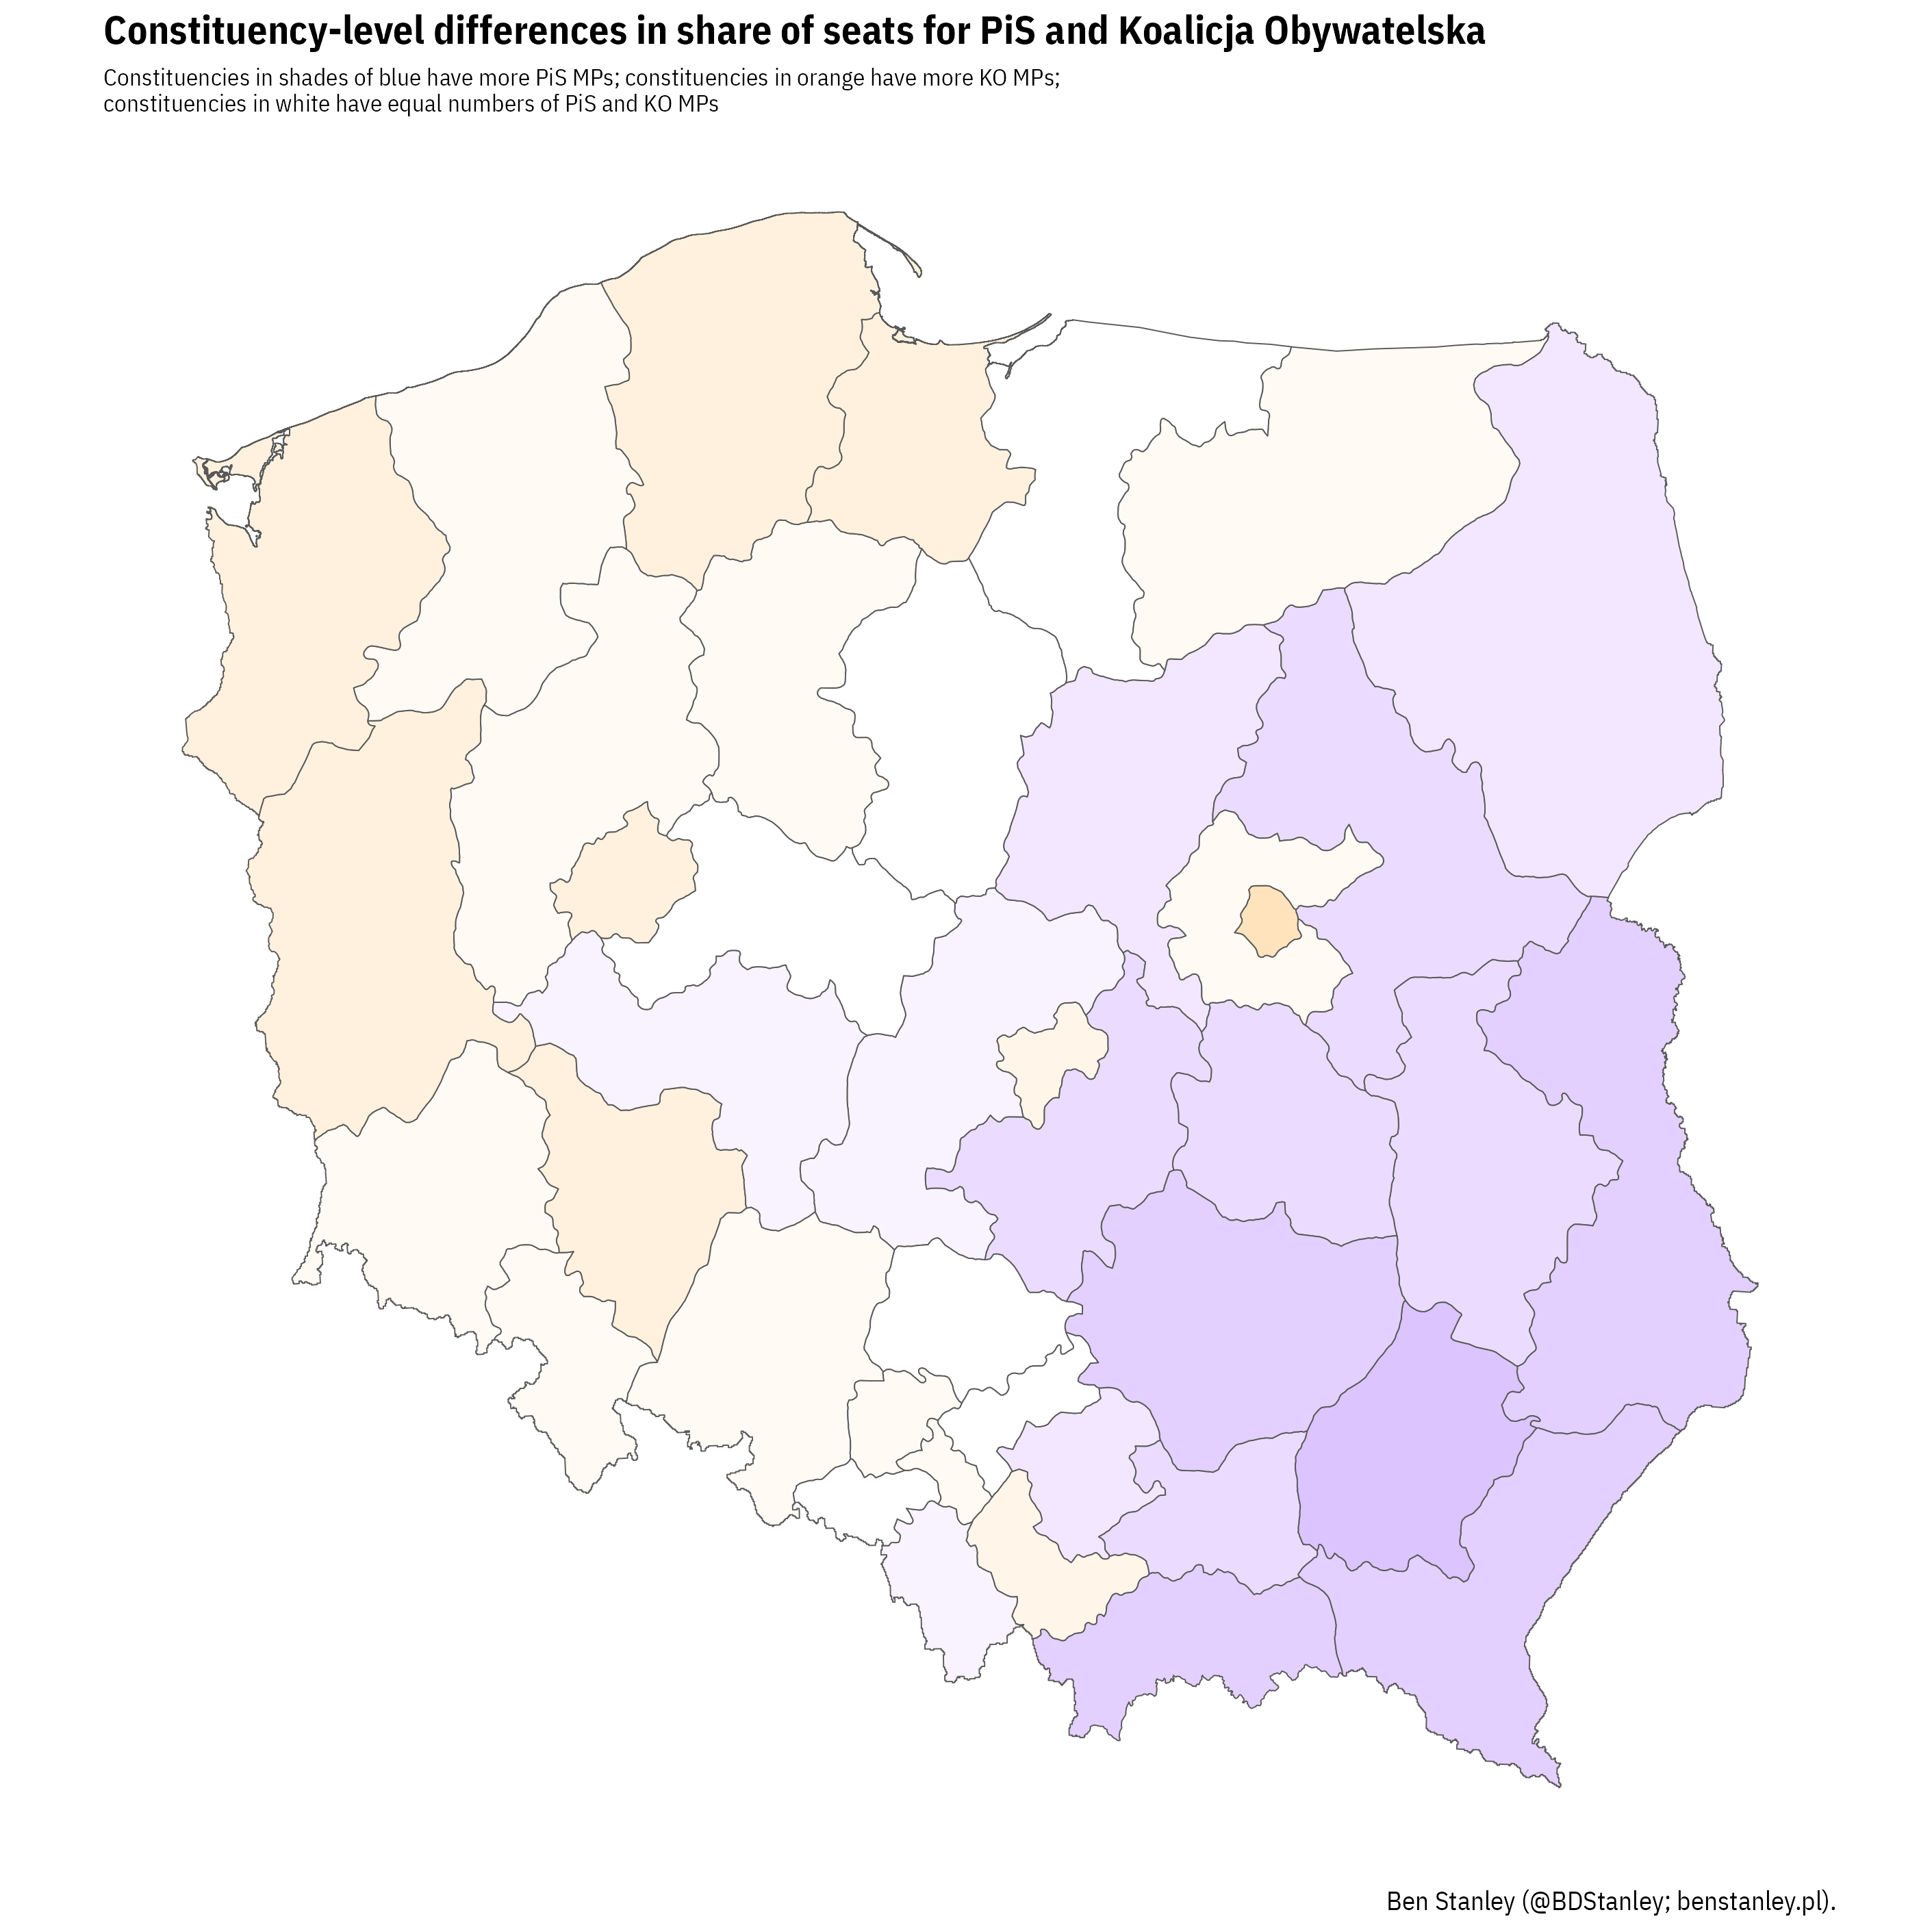 Constituency-level differences in share of seats for PiS and Koalicja Obywatelska
Constituencies in shades of blue have more PiS MPs; constituencies in orange have more KO MPs;
constituencies in white have equal numbers of PiS and KO MPs
Ben Stanley (@BDStanley; benstanley.pl).